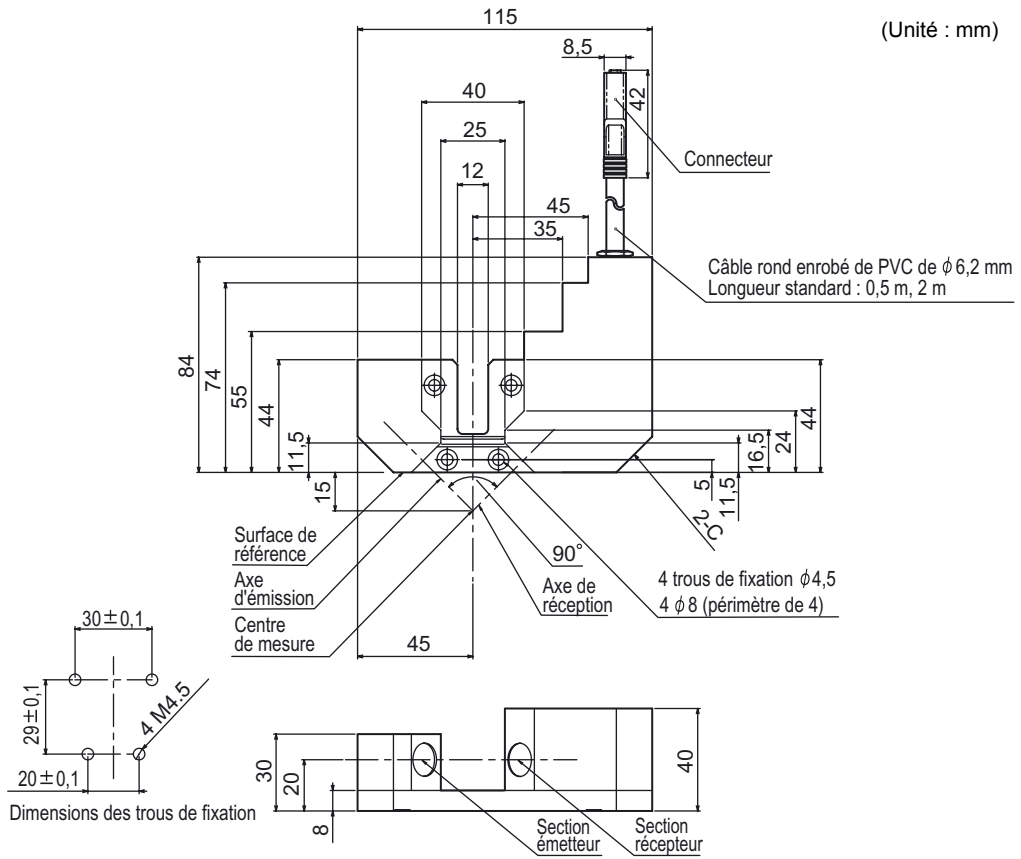 115
(Unité : mm)
8,5
42
40
25
12
Connecteur
45
35
Câble rond enrobé de PVC de ϕ6,2 mm
Longueur standard : 0,5 m, 2 m
84
74
55
44
11,5
15
44
24
16,5
5
11,5
2-C
Surface de
référence
90°
Axe
d'émission
Axe de
réception
4 trous de fixation ϕ4,5
4 ϕ8 (périmètre de 4)
Centre
de mesure
45
30±0,1
29±0,1
4 M4.5
20±0,1
Dimensions des trous de fixation
30
20
8
40
Section
émetteur
Section
récepteur